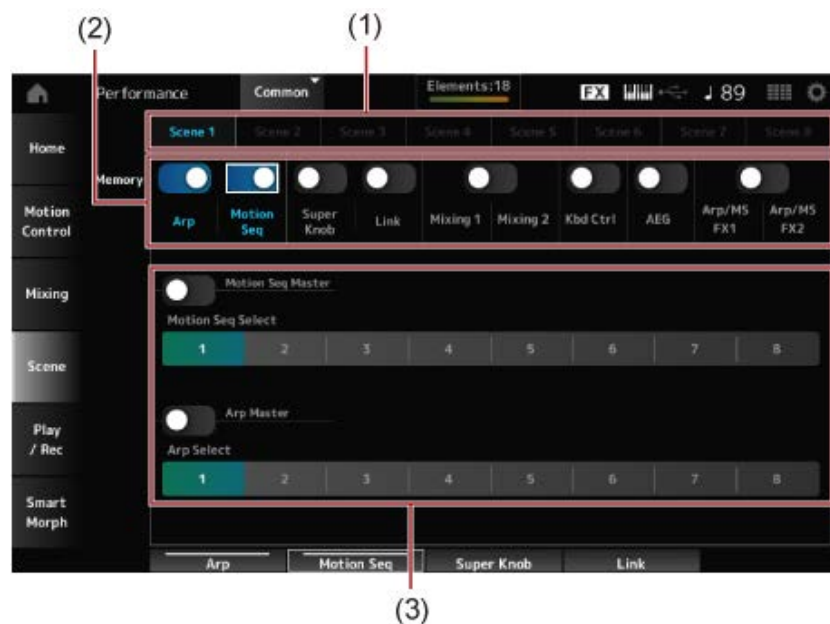 (2) (1)
Performance Common Elements:18 FX ♩ 89
Scene 1 Scene 2 Scene 3 Scene 4 Scene 5 Scene 6 Scene 7 Scene 8
Home
Memory
Arp Motion Seq Super Knob Link Mixing 1 Mixing 2 Kbd Ctrl AEG Arp/MS FX1 Arp/MS FX2
Motion Control
Motion Seq Master
Mixing
Motion Seq Select
1 2 3 4 5 6 7 8
Scene
Arp Master
Play / Rec
Arp Select
1 2 3 4 5 6 7 8
Smart Morph
Arp Motion Seq Super Knob Link
(3)